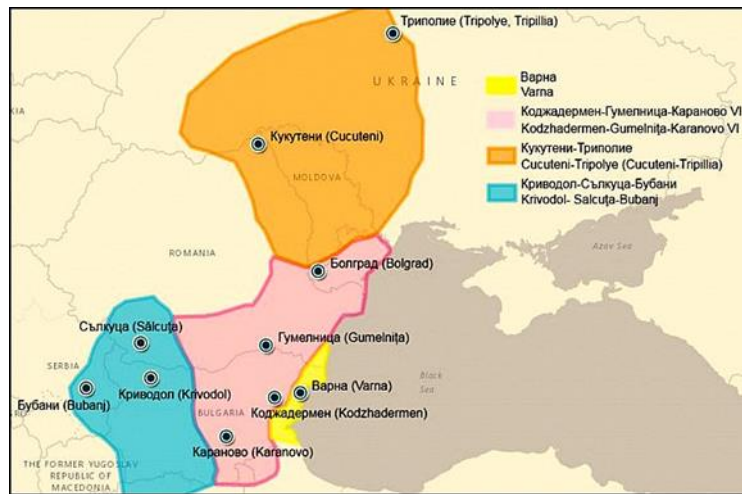 Триполие (Tripolye, Tripillia)
UKRAINE
Варна
Varna
Коджадермен-Гумелница-Караново VI
Kodzhadermen-Gumelnița-Karanovo VI
Кукутени-Триполие
Cucuteni-Tripolye (Cucuteni-Tripillia)
Криводол-Сълкуца-Бубани
Krivodol- Salcuța-Bubanj
Кукутени (Cucuteni)
MOLDOVA
ROMANIA
Azov Sea
Болград (Bolgrad)
Сълкуца (Sălcuța)
Гумелница (Gumelnița)
SERBIA
Black
Sea
Криводол (Krivodol)
Варна (Varna)
Бубани (Bubanj)
BULGARIA
Коджадермен (Kodzhadermen)
Караново (Karanovo)
THE FORMER YUGOSLAV
REPUBLIC OF
MACEDONIA